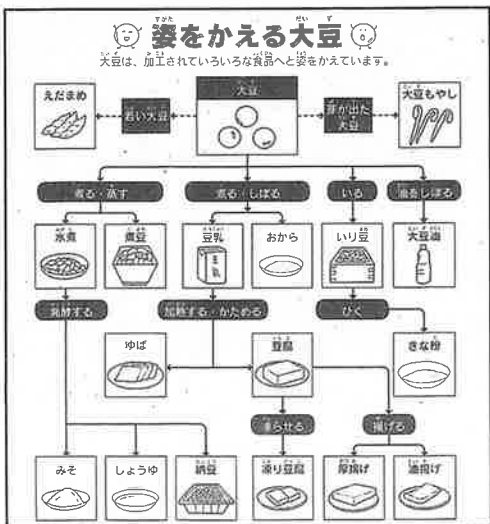 姿をかえる大豆
大豆は、加工されていろいろな食品へと姿をかえています。
えだまめ
若い大豆
大豆
芽が出た
大豆
大豆もやし
煮る・蒸す
煮る・しぼる
いる
油をしぼる
水煮
煮豆
豆乳
おから
いり豆
大豆油
発酵する
加熱する・かためる
ひく
ゆば
豆腐
きな粉
凍らせる
揚げる
みそ
しょうゆ
納豆
凍り豆腐
厚揚げ
油揚げ